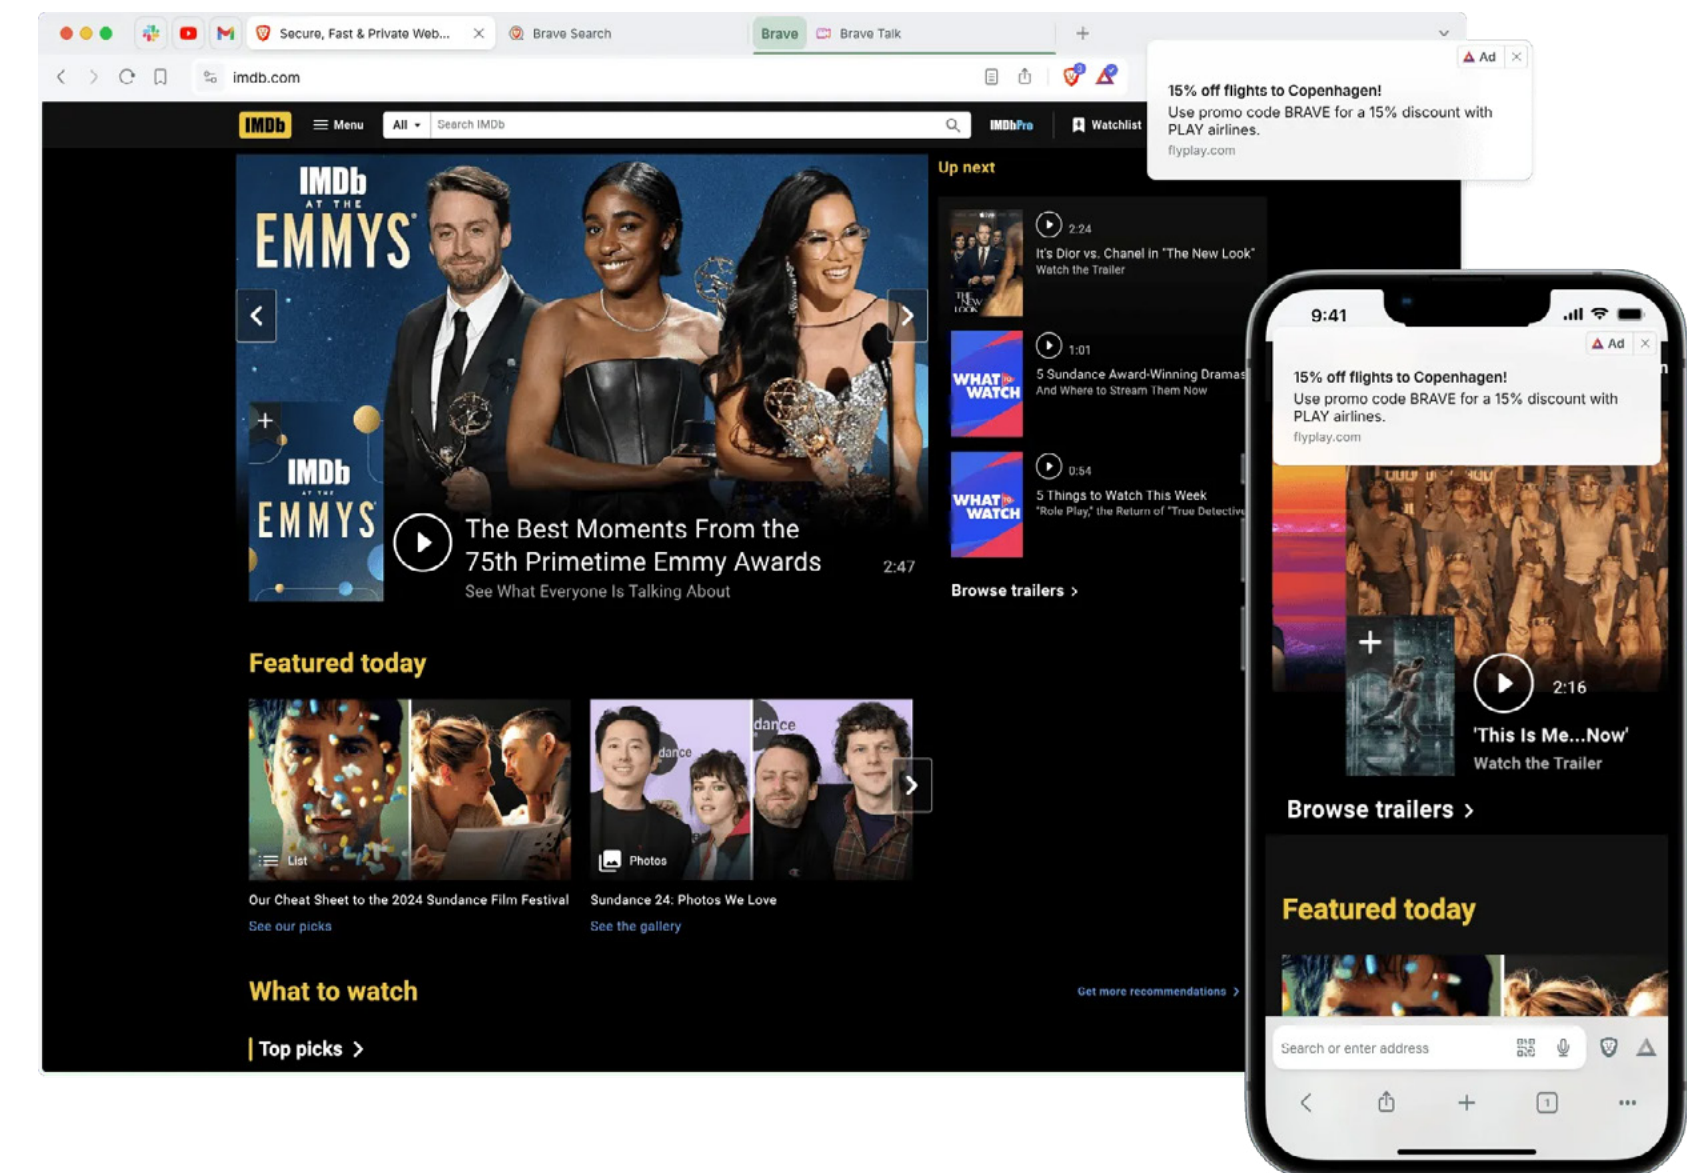 Secure, Fast & Private Web...
Brave Search
Brave
Brave Talk
imdb.com
Ad
15% off flights to Copenhagen!
Use promo code BRAVE for a 15% discount with
PLAY airlines.
flyplay.com
IMDb
Menu
All
Search IMDb
IMDbPro
Watchlist
IMDb
AT THE
EMMYS
IMDb
AT THE
EMMYS
The Best Moments From the
75th Primetime Emmy Awards
See What Everyone Is Talking About
2:47
Up next
THE
NEW
LOOK
2:24
It's Dior vs. Chanel in "The New Look"
Watch the Trailer
WHAT TO
WATCH
1:01
5 Sundance Award-Winning Dramas
And Where to Stream Them Now
WHAT TO
WATCH
0:54
5 Things to Watch This Week
"Role Play," the Return of "True Detective
Browse trailers
Featured today
List
Our Cheat Sheet to the 2024 Sundance Film Festival
See our picks
dance
dance
Photos
Sundance 24: Photos We Love
See the gallery
What to watch
Get more recommendations
Top picks
9:41
Ad
15% off flights to Copenhagen!
Use promo code BRAVE for a 15% discount with
PLAY airlines.
flyplay.com
2:16
'This Is Me...Now'
Watch the Trailer
Browse trailers
Featured today
Search or enter address
1